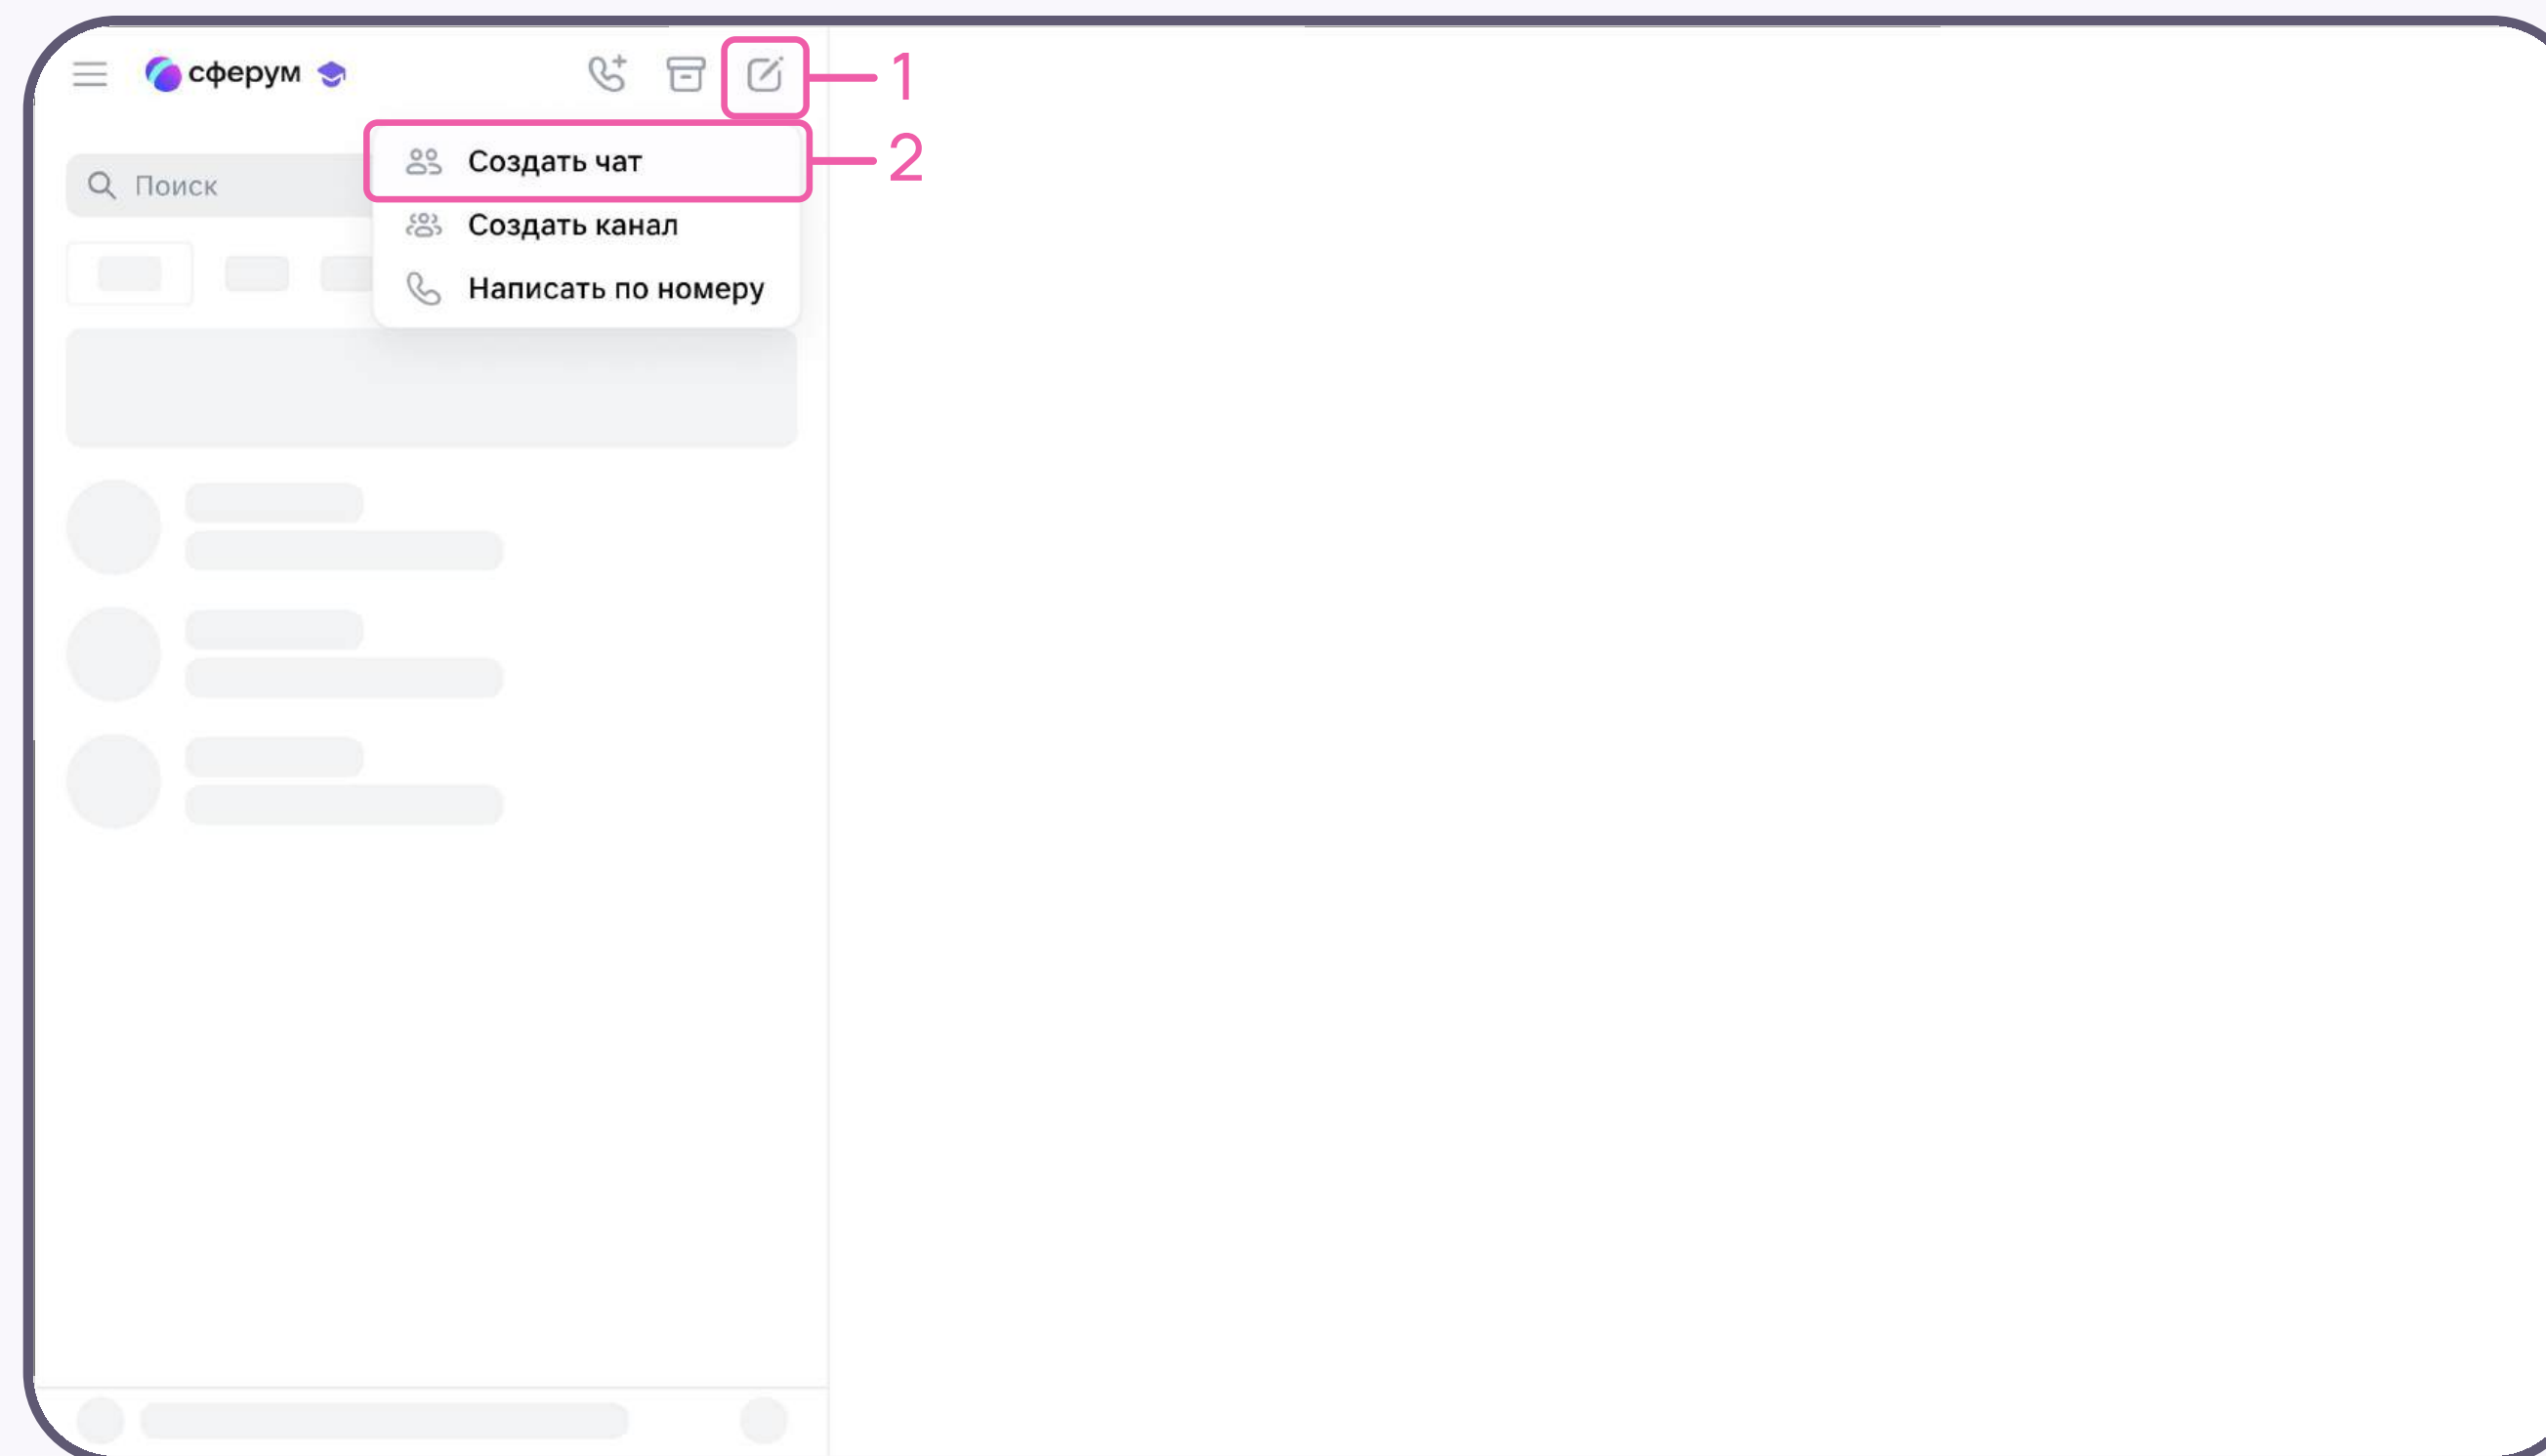 сферум
1
Создать чат
2
Поиск
Создать канал
Написать по номеру